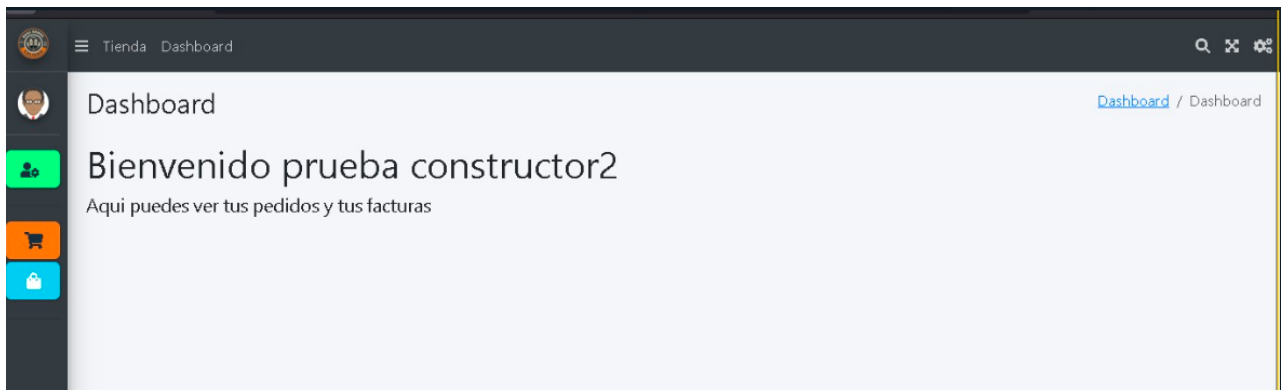 Tienda Dashboard
Dashboard
Dashboard / Dashboard
Bienvenido prueba constructor2
Aqui puedes ver tus pedidos y tus facturas